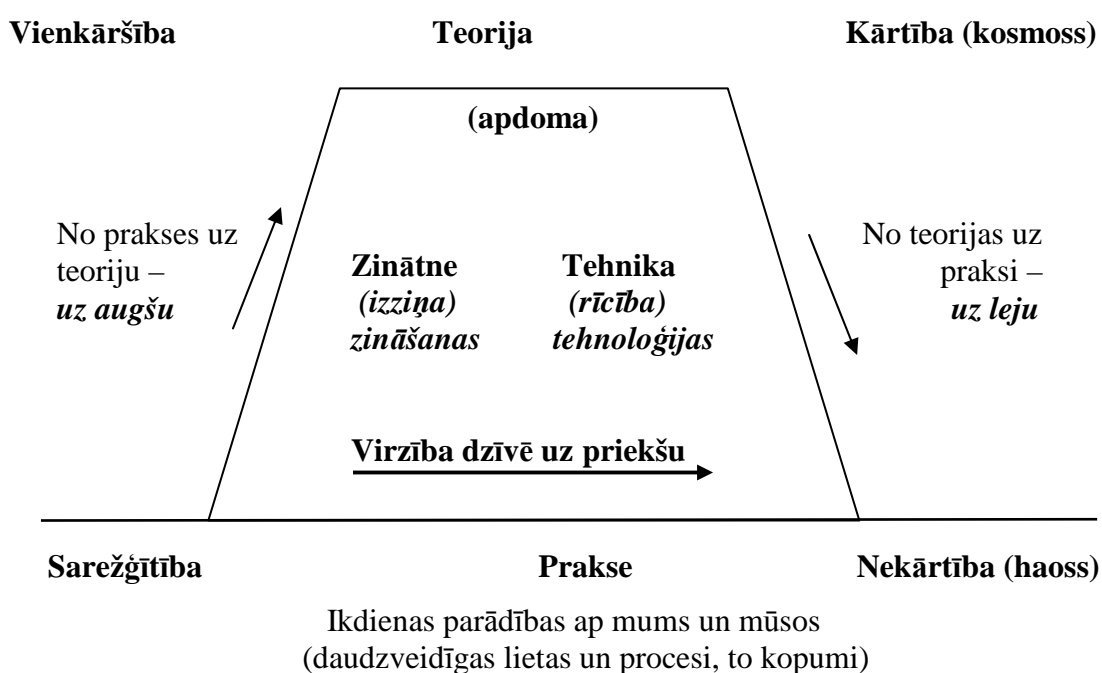 Vienkāršība Teorija Kārtība (kosmoss)
(apdoma)
No prakses uz
teoriju –
uz augšu
Zinātne
(izziņa)
zināšanas
Tehnika
(rīcība)
tehnoloģijas
No teorijas uz
praksi –
uz leju
Virzība dzīvē uz priekšu
Sarežģītība Prakse Nekārtība (haoss)
Ikdienas parādības ap mums un mūsos
(daudzveidīgas lietas un procesi, to kopumi)